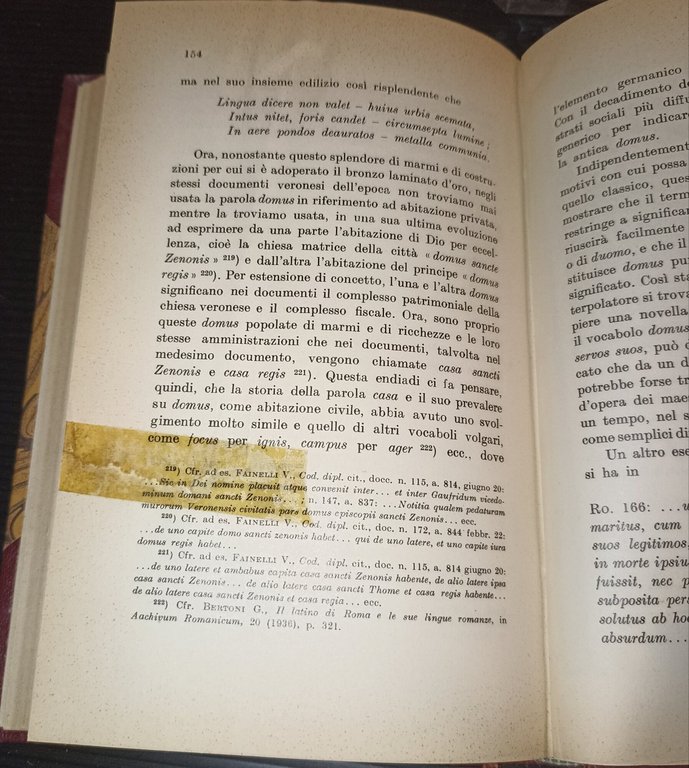 154
ma nel suo insieme edilizio così risplendente che
Lingua dicere non valet – huius urbis scemata,
Intus nitet, foris candet – circumsepta lumine;
In aere pondos deauratos – metalla communia.
Ora, nonostante questo splendore di marmi e di costru-
zioni per cui si è adoperato il bronzo laminato d'oro, negli
stessi documenti veronesi dell'epoca non troviamo mai
usata la parola domus in riferimento ad abitazione privata,
mentre la troviamo usata, in una sua ultima evoluzione
ad esprimere da una parte l'abitazione di Dio per eccel-
lenza, cioè la chiesa matrice della città « domus sancte
Zenonis » 219) e dall'altra l'abitazione del principe « domus
regis » 220). Per estensione di concetto, l'una e l'altra domus
significano nei documenti il complesso patrimoniale della
chiesa veronese e il complesso fiscale. Ora, sono proprio
queste domus popolate di marmi e di ricchezze e le loro
stesse amministrazioni che nei documenti, talvolta nel
medesimo documento, vengono chiamate casa sancti
Zenonis e casa regis 221). Questa endiadi ci fa pensare,
quindi, che la storia della parola casa e il suo prevalere
su domus, come abitazione civile, abbia avuto uno svol-
gimento molto simile e quello di altri vocaboli volgari,
come focus per ignis, campus per ager 222) ecc., dove
219) Cfr. ad es. FAINELLI V., Cod. dipl. cit., docc. n. 115, a. 814, giugno 20:
...Sic in Dei nomine placuit atque convenit inter... et inter Gaufridum vicedo-
minum domani sancti Zenonis...; n. 147, a. 837: ...Notitia qualem pedaturam
murorum Veronensis civitatis pars domus episcopii sancti Zenonis... ecc.
220) Cfr. ad es. FAINELLI V., Cod. dipl. cit., doc. n. 172, a. 844 febbr. 22:
...de uno capite domo sancti zenonis habet... qui de uno latere, et uno capite iura
domus regis habet...
221) Cfr. ad es. FAINELLI V., Cod. dipl. cit., doc. n. 115, a. 814 giugno 20:
...de uno latere et ambabus capita casa sancti Zenonis habente, de alio latere ipsa
casa sancti Zenonis... de alio latere sancti Thome et casa regis habente...
de alio latere casa sancti Zenonis et casa regia... ecc.
222) Cfr. BERTONI G., Il latino di Roma e le sue lingue romanze, in
Aachivum Romanicum, 20 (1936), p. 321.
l'elemento germanico
Con il decadimento de
strati sociali più diffu
generico per indicar
la antica domus.
Indipendentement
motivi con cui possa
quello classico, quest
mostrare che il term
restringe a significar
riuscirà facilmente
o di duomo, e che il
stituisce domus pu
significato. Così sta
terpolatore si trova
piere una novella
il vocabolo domus
servos suos, può d
cato che da un d
potrebbe forse tr
d'opera dei mae
un tempo, nel s
come semplici di
Un altro ese
si ha in
Ro. 166: ...u
maritus, cum
suos legitimos,
in morte ipsiu
fuissit, nec p
subposita pers
solutus ab ho
absurdum...